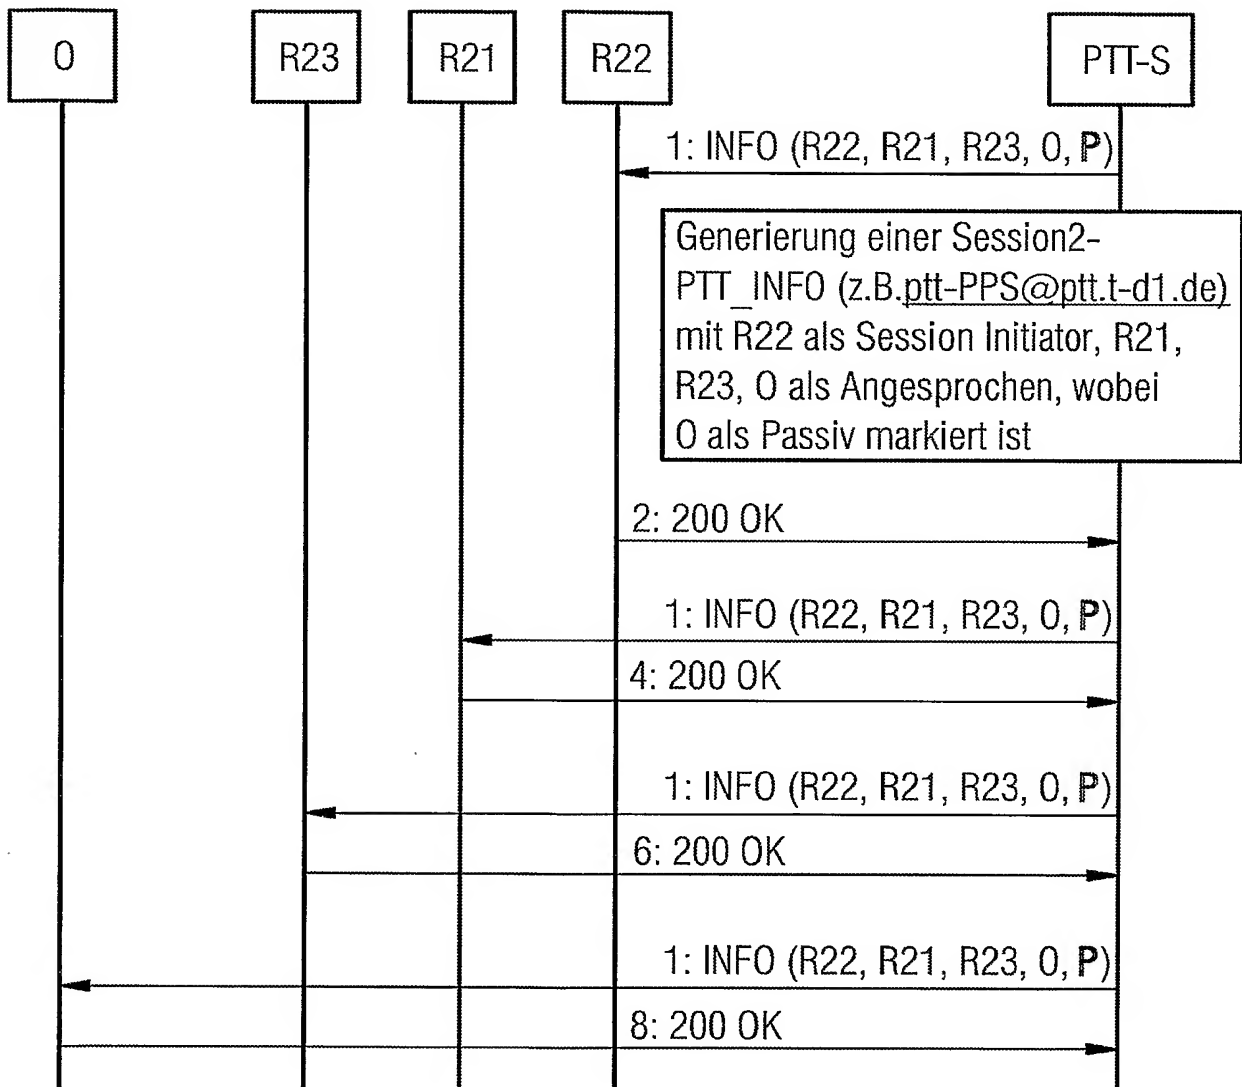 O
R23
R21
R22
PTT-S
1: INFO (R22, R21, R23, O, P)
Generierung einer Session2-
PTT_INFO (z.B.ptt-PPS@ptt.t-d1.de)
mit R22 als Session Initiator, R21,
R23, O als Angesprochen, wobei
O als Passiv markiert ist
2: 200 OK
1: INFO (R22, R21, R23, O, P)
4: 200 OK
1: INFO (R22, R21, R23, O, P)
6: 200 OK
1: INFO (R22, R21, R23, O, P)
8: 200 OK